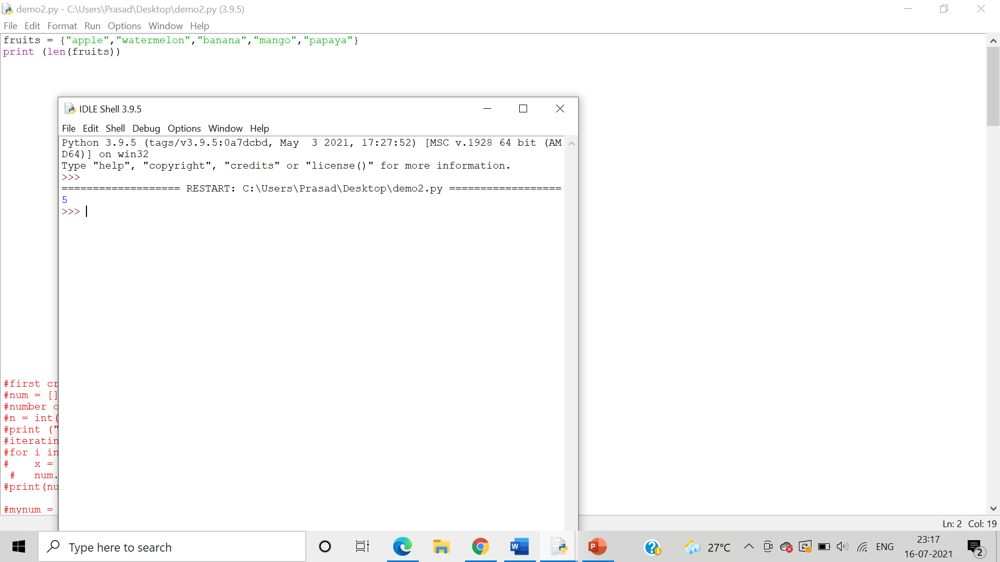 demo2.py - C:\Users\Prasad\Desktop\demo2.py (3.9.5)
File Edit Format Run Options Window Help
fruits = {"apple","watermelon","banana","mango","papaya"}
print (len(fruits))
IDLE Shell 3.9.5
File Edit Shell Debug Options Window Help
Python 3.9.5 (tags/v3.9.5:0a7dcbd, May  3 2021, 17:27:52) [MSC v.1928 64 bit (AM
D64)] on win32
Type "help", "copyright", "credits" or "license()" for more information.
>>>
=================== RESTART: C:\Users\Prasad\Desktop\demo2.py ==================
5
>>>
#first cr
#num = []
#number o
#n = int(
#print ("
#iteratin
#for i in
#    x =
 #   num.
#print(nu
#mynum =
Ln: 2 Col: 19
Type here to search
27°C
ENG
23:17
16-07-2021
2